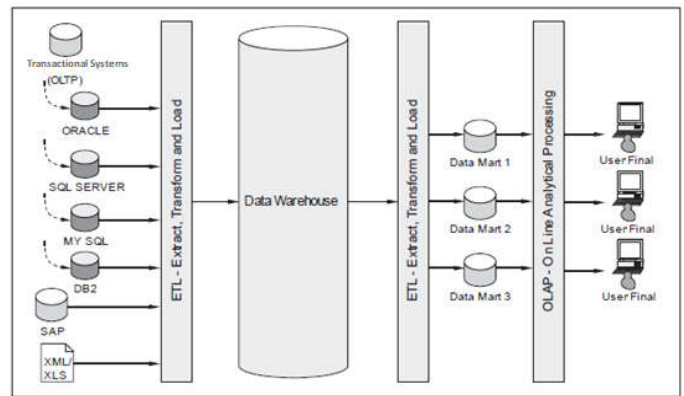 Transactional Systems
(OLTP)
ORACLE
SQL SERVER
MY SQL
DB2
SAP
XML/
XLS
ETL - Extract, Transform and Load
Data Warehouse
ETL - Extract, Transform and Load
Data Mart 1
Data Mart 2
Data Mart 3
OLAP - On Line Analytical Processing
User Final
User Final
User Final